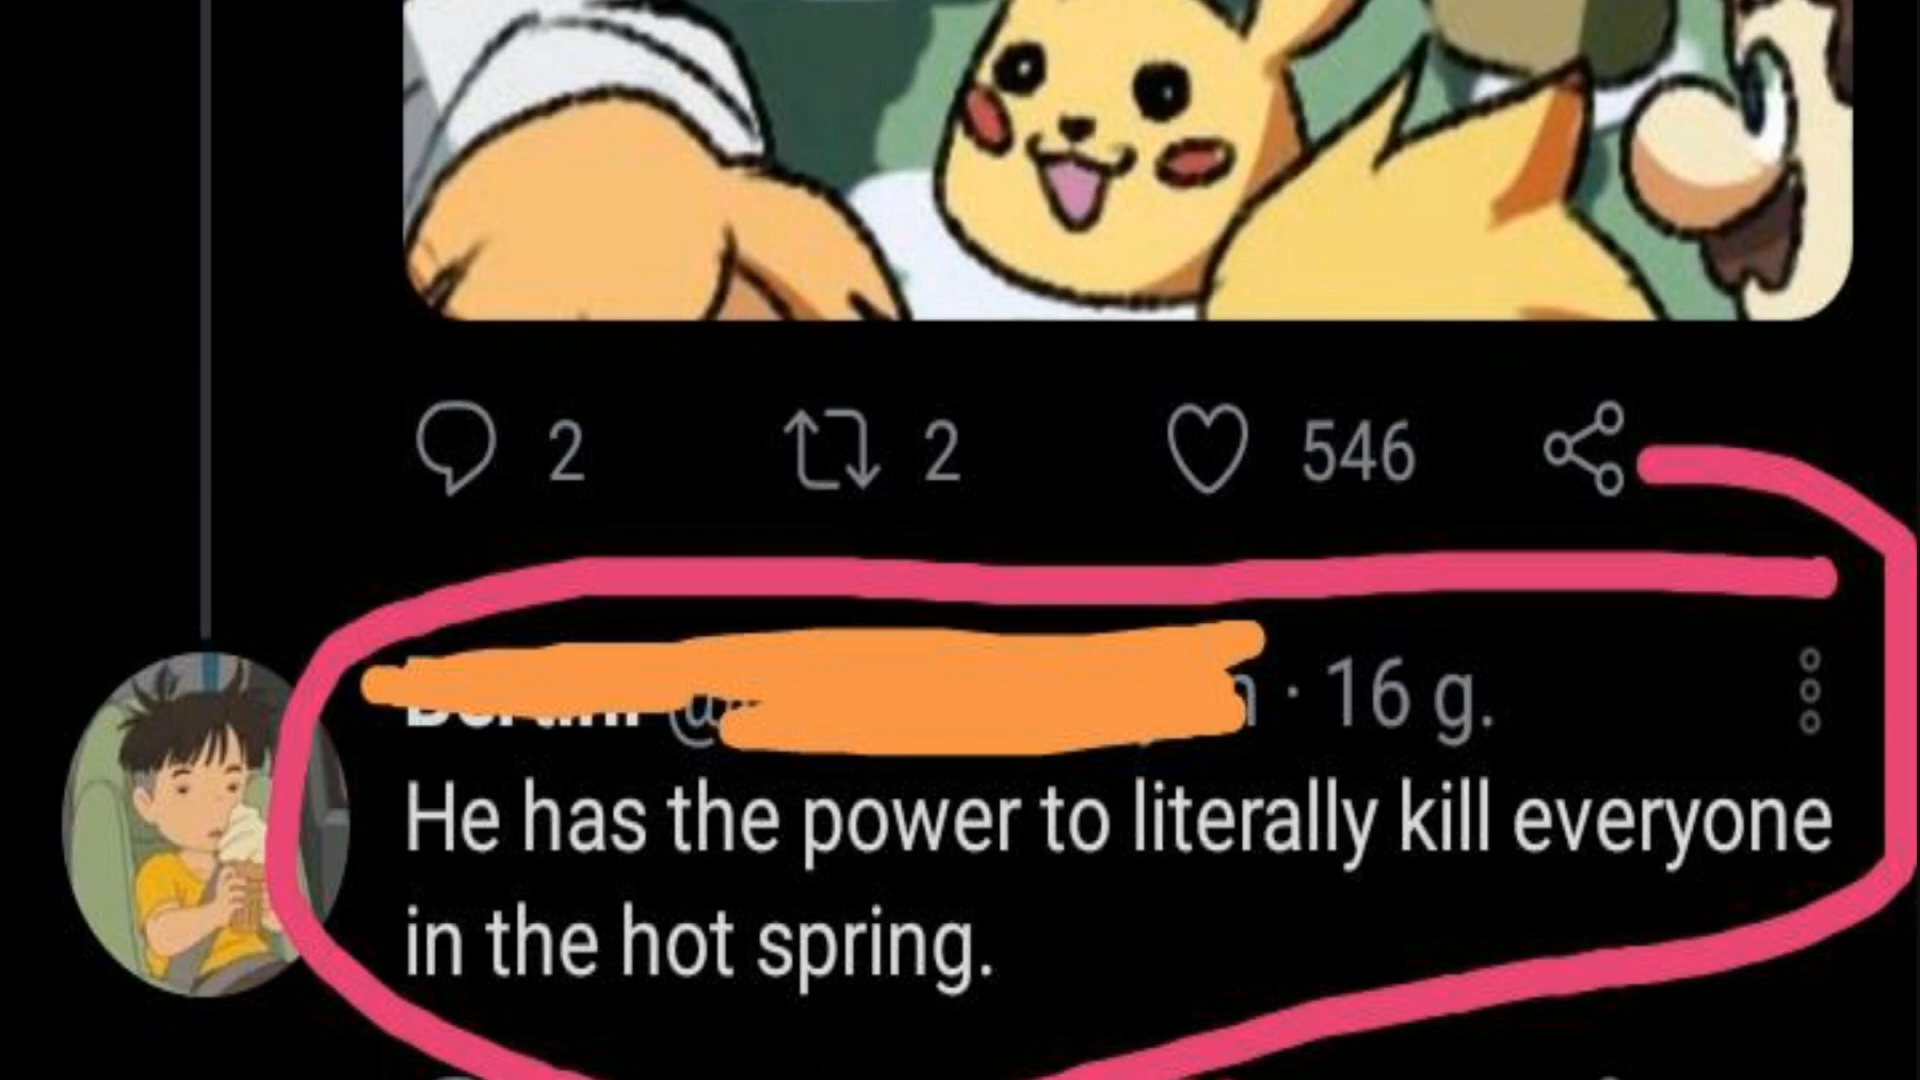 2 2 546
· 16 g.
He has the power to literally kill everyone
in the hot spring.